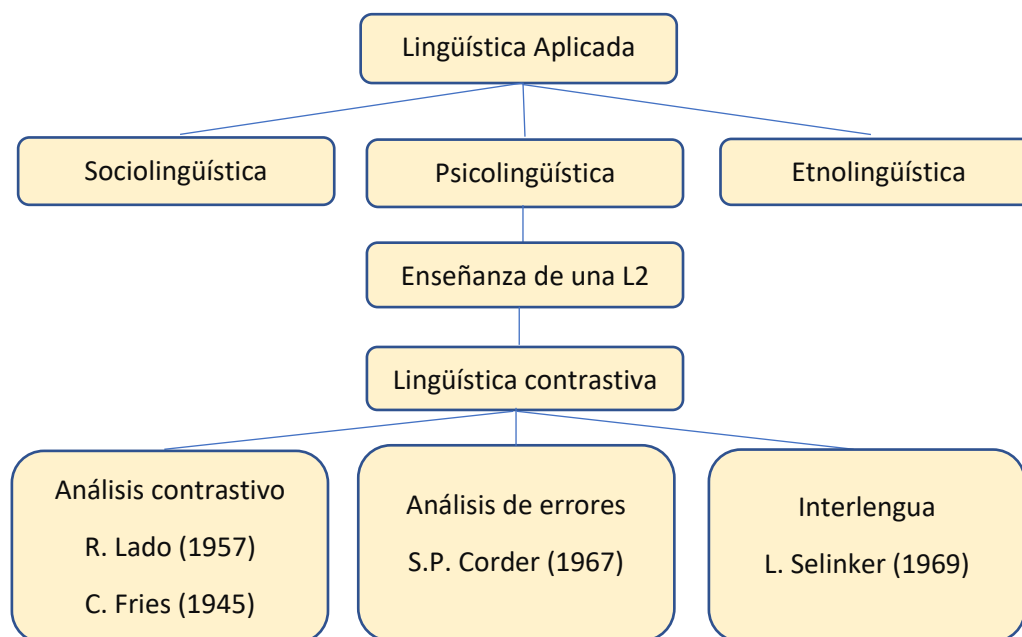 Lingüística Aplicada
Sociolingüística
Psicolingüística
Etnolingüística
Enseñanza de una L2
Lingüística contrastiva
Análisis contrastivo
R. Lado (1957)
C. Fries (1945)
Análisis de errores
S.P. Corder (1967)
Interlengua
L. Selinker (1969)